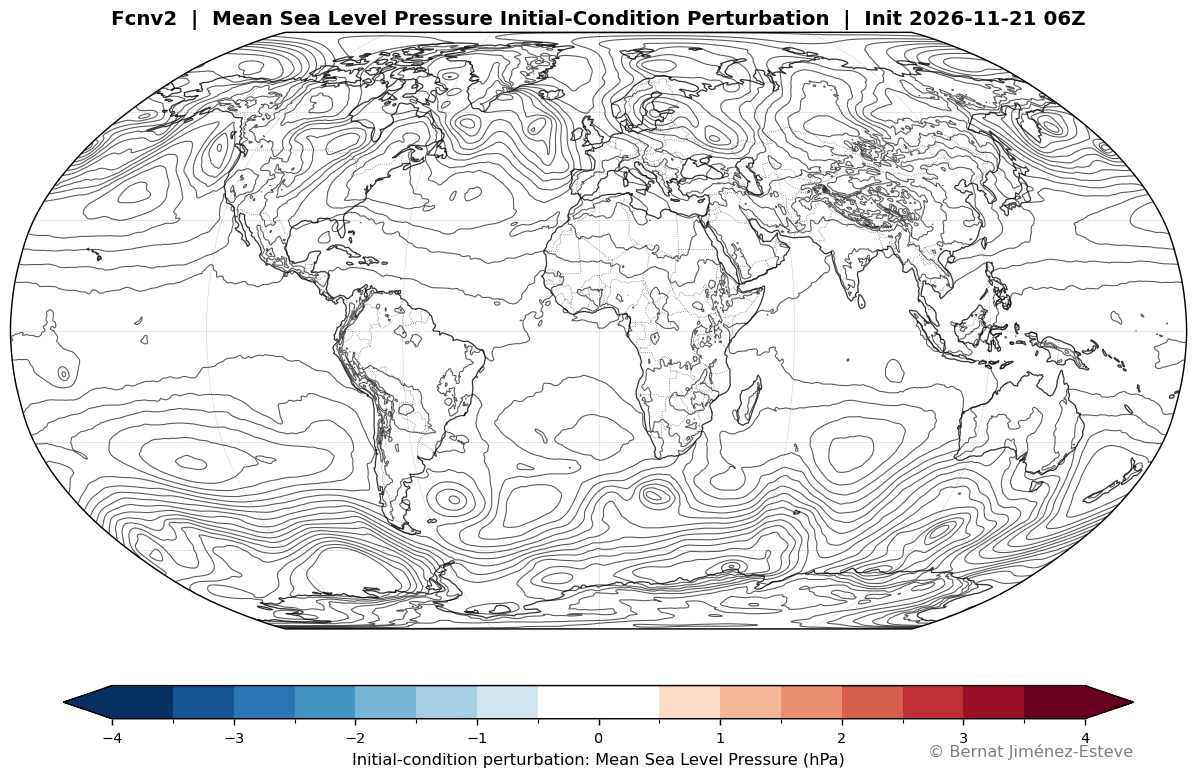 Fcnv2 | Mean Sea Level Pressure Initial-Condition Perturbation | Init 2026-11-21 06Z
−4 −3 −2 −1 0 1 2 3 4
Initial-condition perturbation: Mean Sea Level Pressure (hPa)
© Bernat Jiménez-Esteve